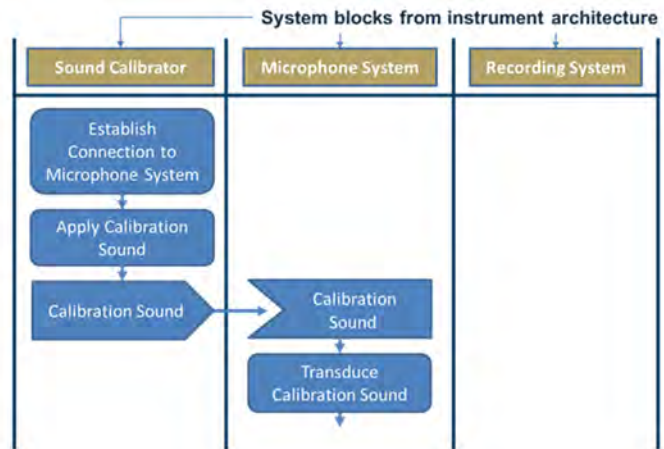 System blocks from instrument architecture
Sound Calibrator
Microphone System
Recording System
Establish
Connection to
Microphone System
Apply Calibration
Sound
Calibration Sound
Calibration
Sound
Transduce
Calibration Sound